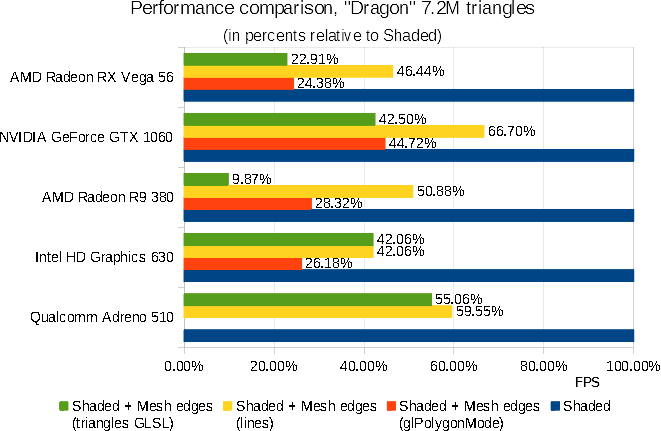 Performance comparison, "Dragon" 7.2M triangles
(in percents relative to Shaded)
AMD Radeon RX Vega 56
22.91%
46.44%
24.38%
NVIDIA GeForce GTX 1060
42.50%
66.70%
44.72%
AMD Radeon R9 380
9.87%
50.88%
28.32%
Intel HD Graphics 630
42.06%
42.06%
26.18%
Qualcomm Adreno 510
55.06%
59.55%
0.00%
20.00%
40.00%
60.00%
80.00%
100.00%
FPS
Shaded + Mesh edges
(triangles GLSL)
Shaded + Mesh edges
(lines)
Shaded + Mesh edges
(glPolygonMode)
Shaded